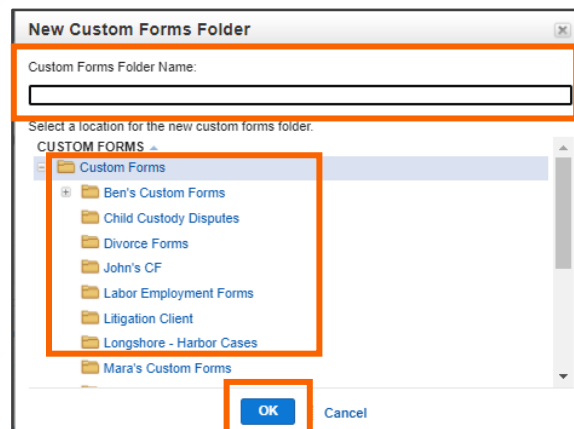 New Custom Forms Folder
Custom Forms Folder Name:
Select a location for the new custom forms folder.
CUSTOM FORMS
Custom Forms
Ben's Custom Forms
Child Custody Disputes
Divorce Forms
John's CF
Labor Employment Forms
Litigation Client
Longshore - Harbor Cases
Mara's Custom Forms
OK Cancel